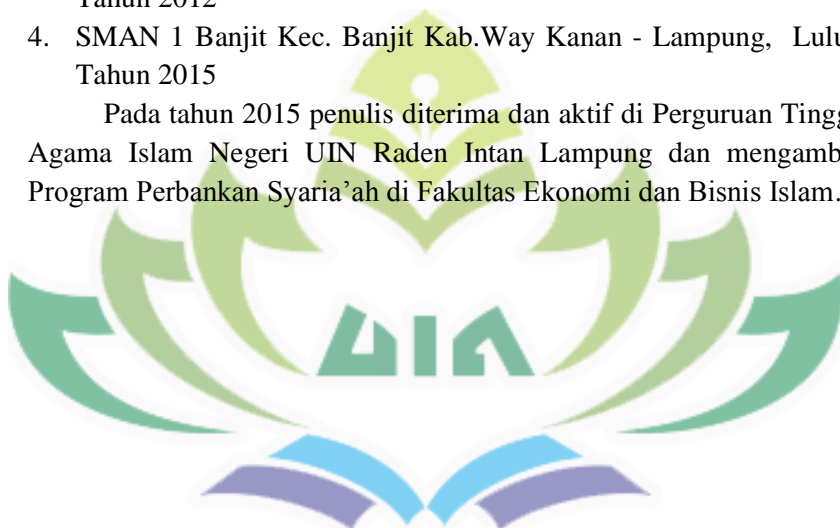 Tahun 2012
4. SMAN 1 Banjit Kec. Banjit Kab.Way Kanan - Lampung, Lulu
Tahun 2015
Pada tahun 2015 penulis diterima dan aktif di Perguruan Tingg
Agama Islam Negeri UIN Raden Intan Lampung dan mengamb
Program Perbankan Syaria’ah di Fakultas Ekonomi dan Bisnis Islam.
UIN